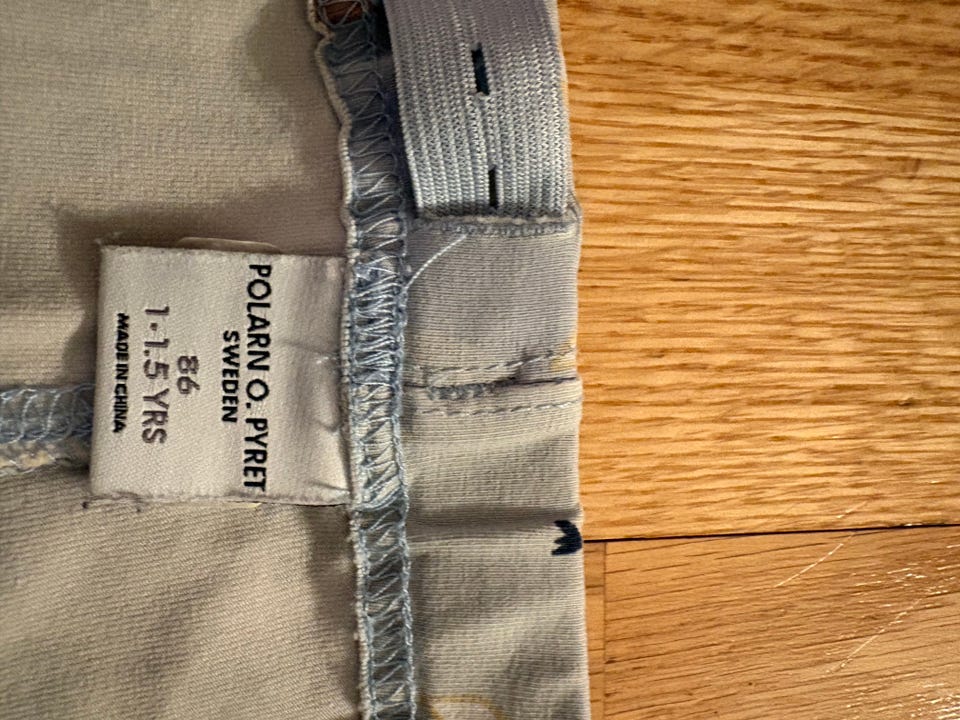 POLARN O. PYRET
SWEDEN
86
1-1.5 YRS
MADE IN CHINA